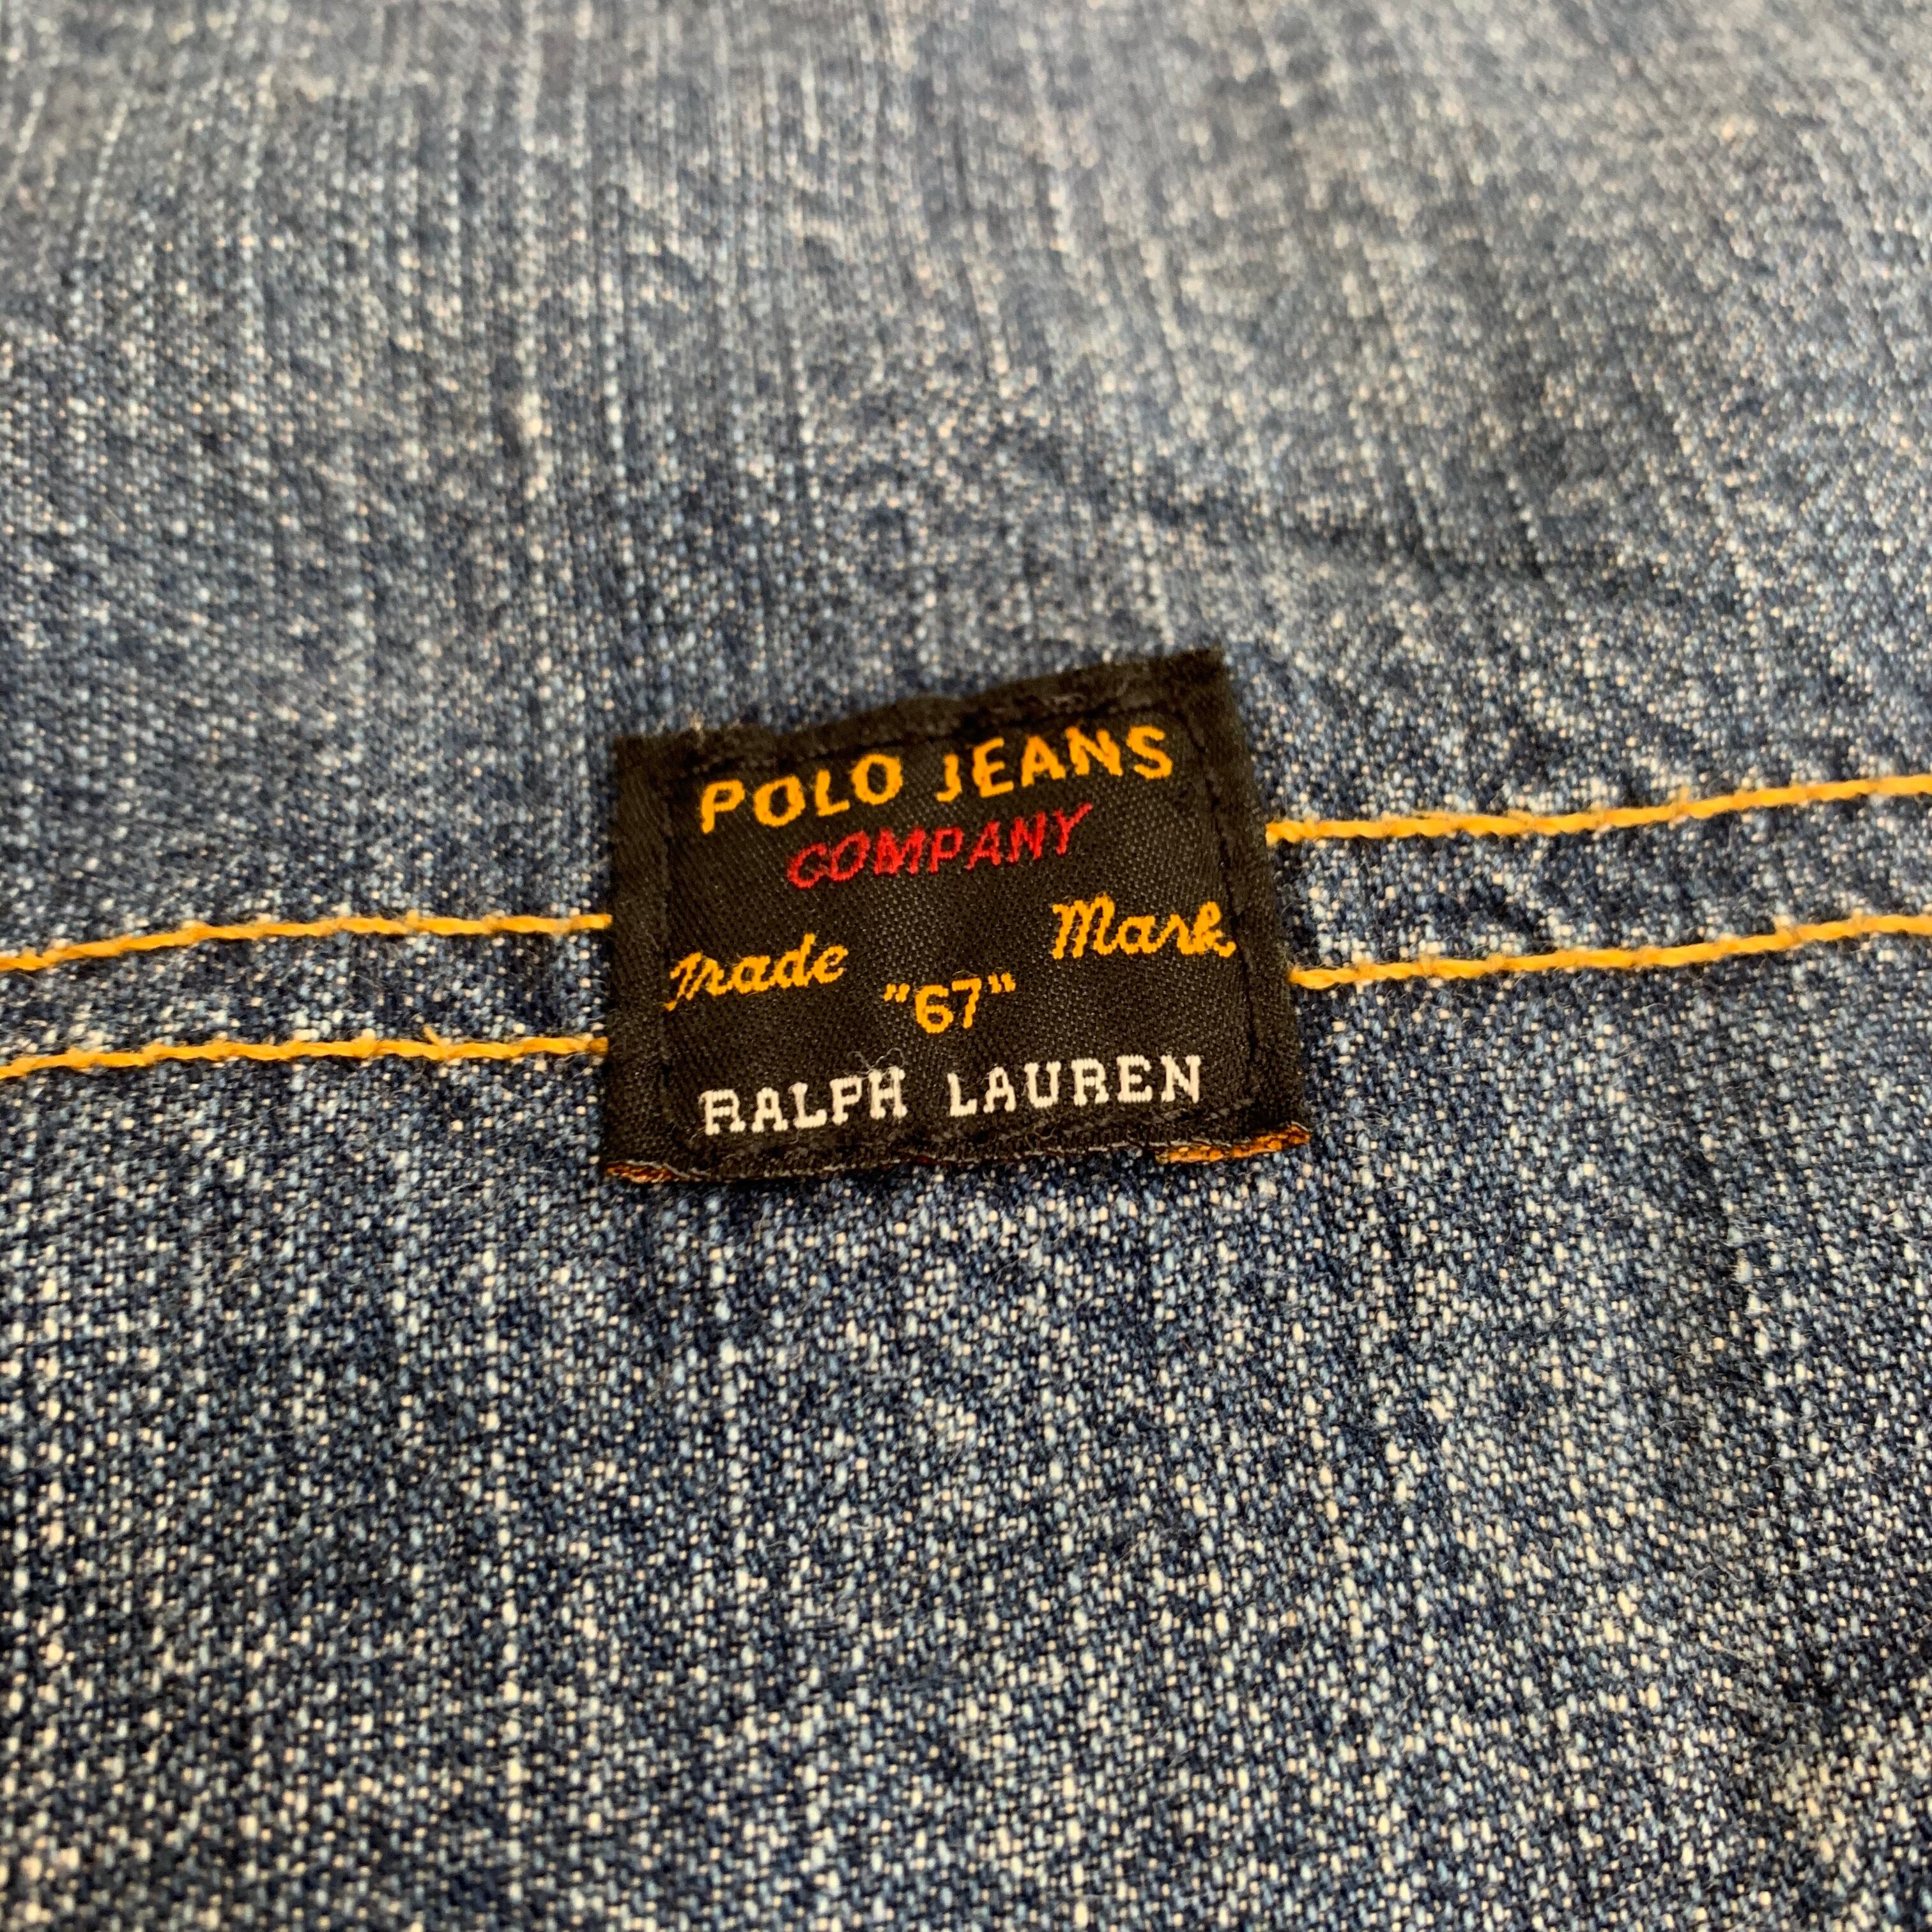 POLO JEANS
COMPANY
Trade Mark
"67"
RALPH LAUREN